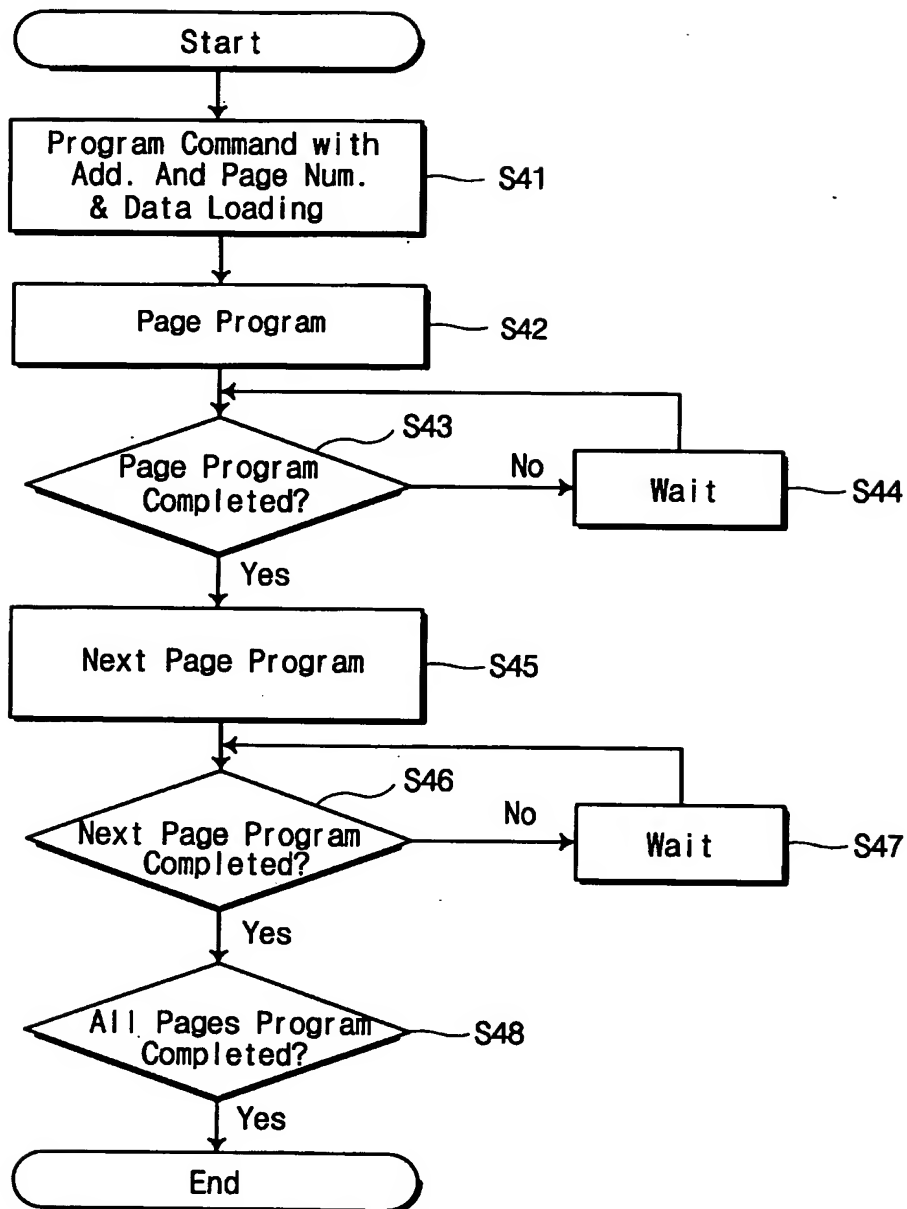 Start
Program Command with
Add. And Page Num.
& Data Loading
S41
Page Program
S42
S43
Page Program
Completed?
No
Wait
S44
Yes
Next Page Program
S45
S46
Next Page Program
Completed?
No
Wait
S47
Yes
All Pages Program
Completed?
S48
Yes
End